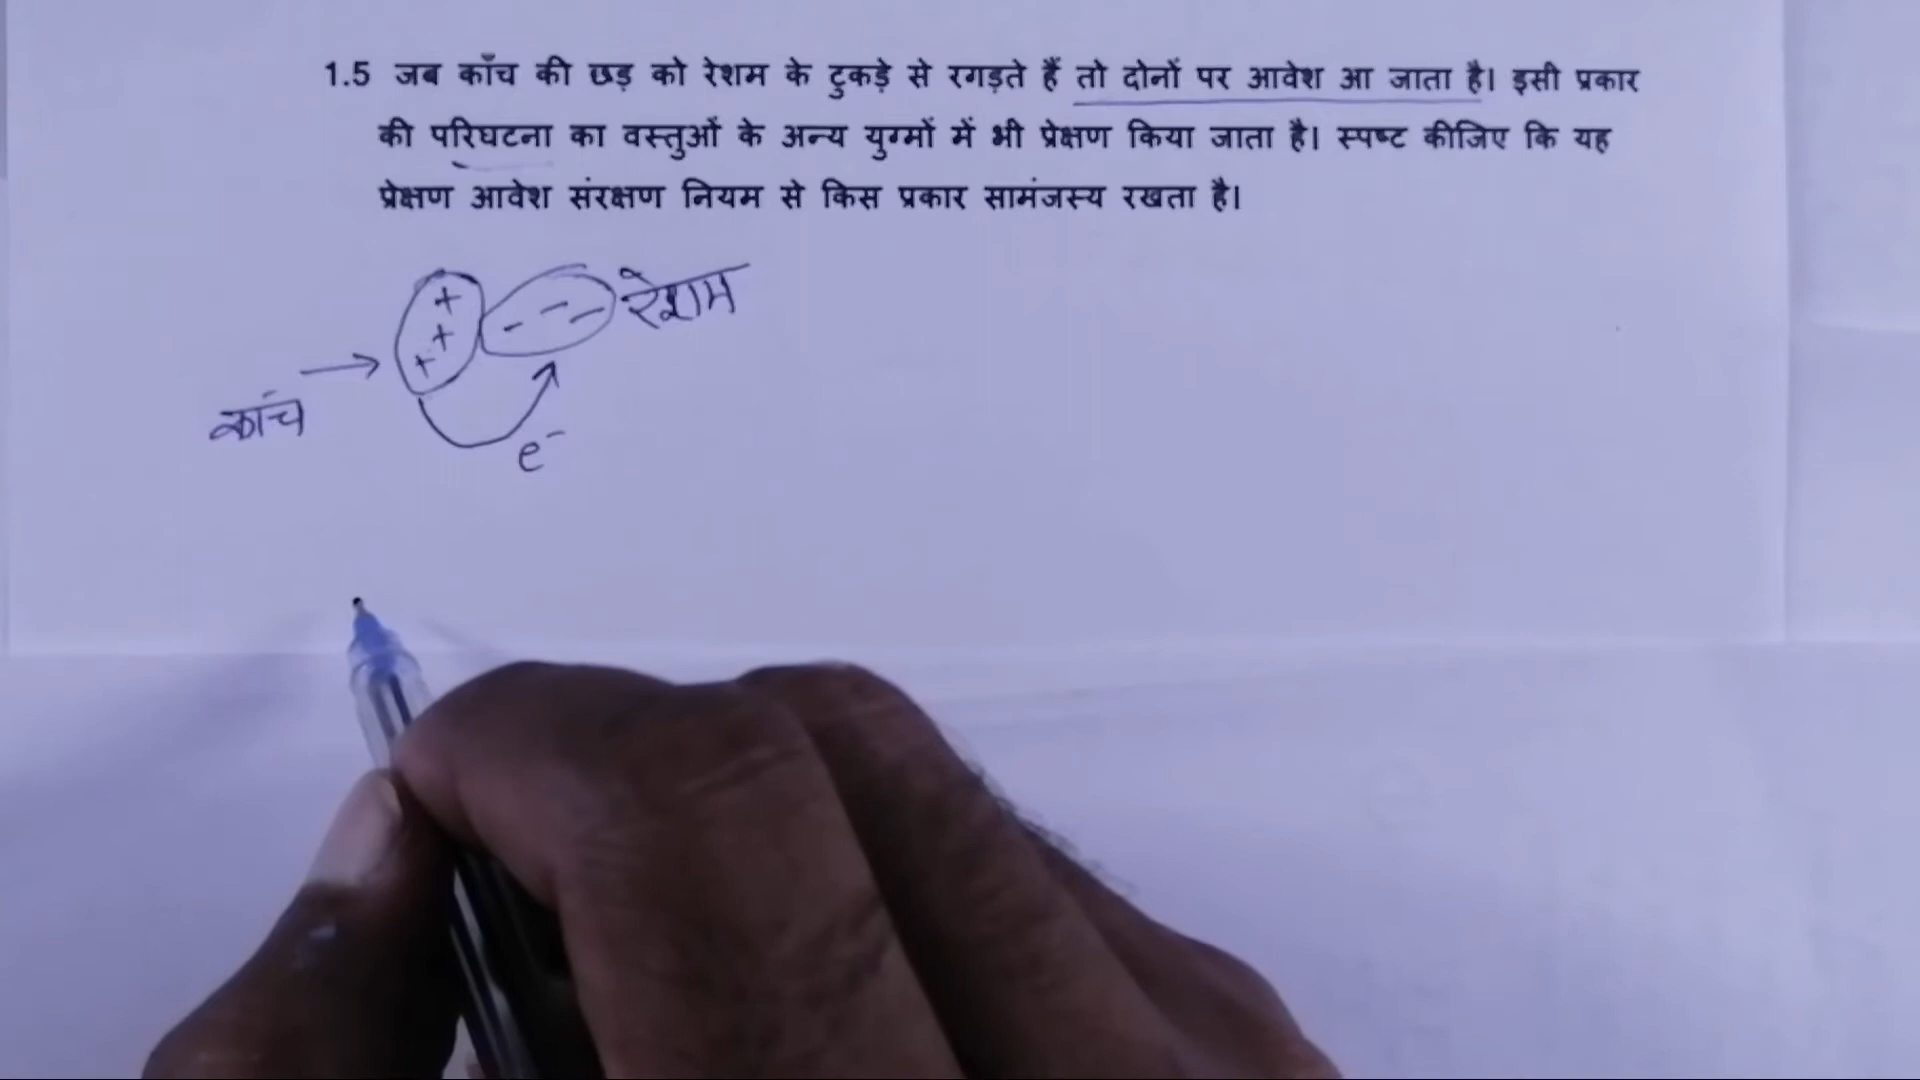 1.5 जब काँच की छड़ को रेशम के टुकड़े से रगड़ते हैं तो दोनों पर आवेश आ जाता है। इसी प्रकार
की परिघटना का वस्तुओं के अन्य युग्मों में भी प्रेक्षण किया जाता है। स्पष्ट कीजिए कि यह
प्रेक्षण आवेश संरक्षण नियम से किस प्रकार सामंजस्य रखता है।
+ + + - - - रेशम
कांच
e⁻